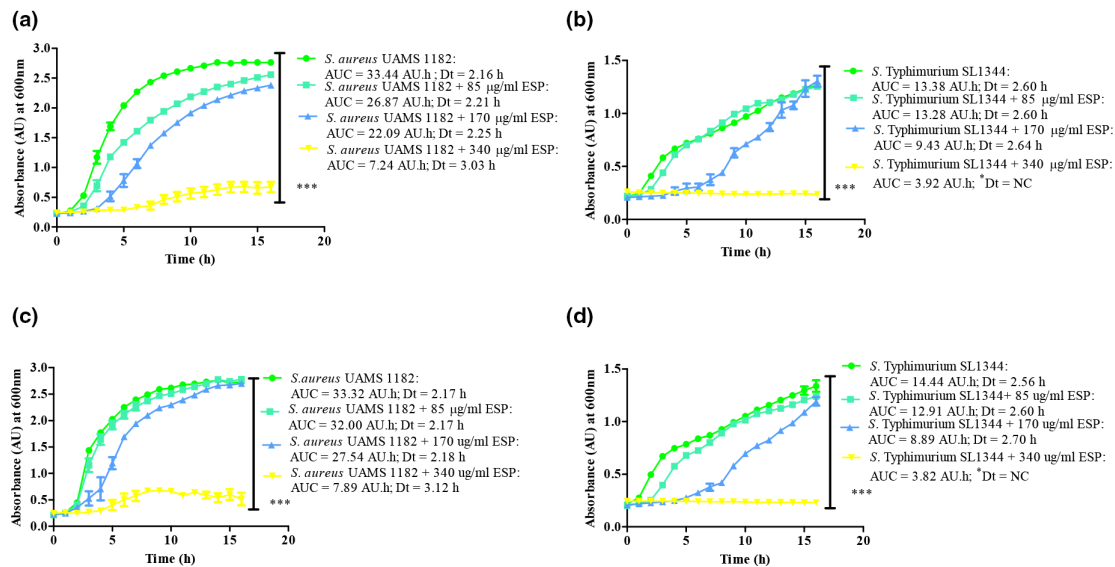 (a)
Absorbance (AU) at 600nm
3.0
2.5
2.0
1.5
1.0
0.5
0.0
0 5 10 15 20
Time (h)
S. aureus UAMS 1182:
AUC = 33.44 AU.h; Dt = 2.16 h
S. aureus UAMS 1182 + 85 μg/ml ESP:
AUC = 26.87 AU.h; Dt = 2.21 h
S. aureus UAMS 1182 + 170 μg/ml ESP:
AUC = 22.09 AU.h; Dt = 2.25 h
S. aureus UAMS 1182 + 340 μg/ml ESP:
AUC = 7.24 AU.h; Dt = 3.03 h
***
(b)
Absorbance (AU) at 600nm
1.5
1.0
0.5
0.0
0 5 10 15 20
Time (h)
S. Typhimurium SL1344:
AUC = 13.38 AU.h; Dt = 2.60 h
S. Typhimurium SL1344 + 85 μg/ml ESP:
AUC = 13.28 AU.h; Dt = 2.60 h
S. Typhimurium SL1344 + 170 μg/ml ESP:
AUC = 9.43 AU.h; Dt = 2.64 h
S. Typhimurium SL1344 + 340 μg/ml ESP:
AUC = 3.92 AU.h; *Dt = NC
***
(c)
Absorbance (AU) at 600nm
3.0
2.5
2.0
1.5
1.0
0.5
0.0
0 5 10 15 20
Time (h)
S.aureus UAMS 1182:
AUC = 33.32 AU.h; Dt = 2.17 h
S. aureus UAMS 1182 + 85 μg/ml ESP:
AUC = 32.00 AU.h; Dt = 2.17 h
S. aureus UAMS 1182 + 170 ug/ml ESP:
AUC = 27.54 AU.h; Dt = 2.18 h
S. aureus UAMS 1182 + 340 ug/ml ESP:
AUC = 7.89 AU.h; Dt = 3.12 h
***
(d)
Absorbance (AU) at 600nm
1.5
1.0
0.5
0.0
0 5 10 15 20
Time (h)
S. Typhimurium SL1344:
AUC = 14.44 AU.h; Dt = 2.56 h
S. Typhimurium SL1344+ 85 ug/ml ESP:
AUC = 12.91 AU.h; Dt = 2.60 h
S. Typhimurium SL1344 + 170 ug/ml ESP:
AUC = 8.89 AU.h; Dt = 2.70 h
S. Typhimurium SL1344 + 340 ug/ml ESP:
AUC = 3.82 AU.h; *Dt = NC
***